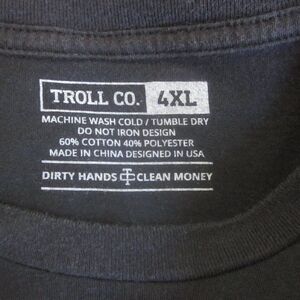 TROLL CO. 4XL
MACHINE WASH COLD / TUMBLE DRY
DO NOT IRON DESIGN
60% COTTON 40% POLYESTER
MADE IN CHINA DESIGNED IN USA
DIRTY HANDS CLEAN MONEY